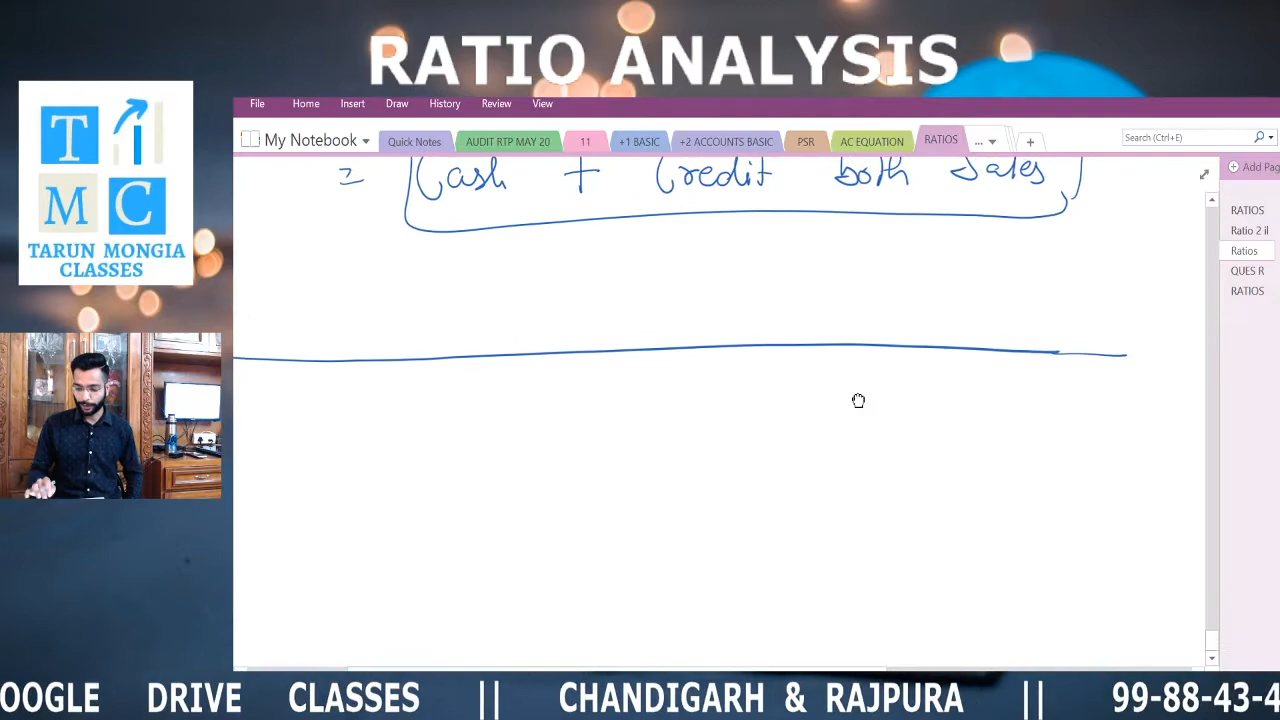 RATIO ANALYSIS
T
M C
TARUN MONGIA
CLASSES
File Home Insert Draw History Review View
My Notebook Quick Notes AUDIT RTP MAY 20 11 +1 BASIC +2 ACCOUNTS BASIC PSR AC EQUATION RATIOS ... + Search (Ctrl+E)
= Cash + Credit both Sales
Add Pag
RATIOS
Ratio 2 il
Ratios
QUES R
RATIOS
OOGLE DRIVE CLASSES || CHANDIGARH & RAJPURA || 99-88-43-4